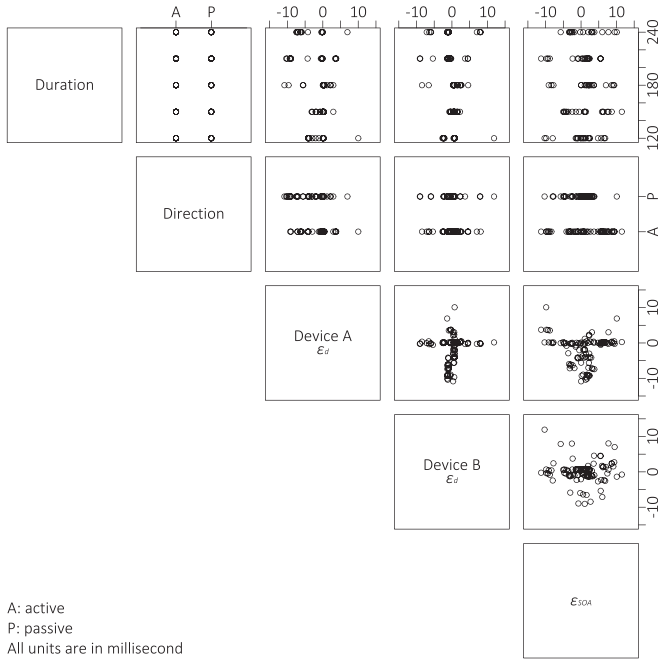 A P -10 0 10 -10 0 10 -10 0 10
Duration
120 180 240
Direction
A P
Device A
εd
-10 0 10
Device B
εd
-10 0 10
εSOA
A: active
P: passive
All units are in millisecond